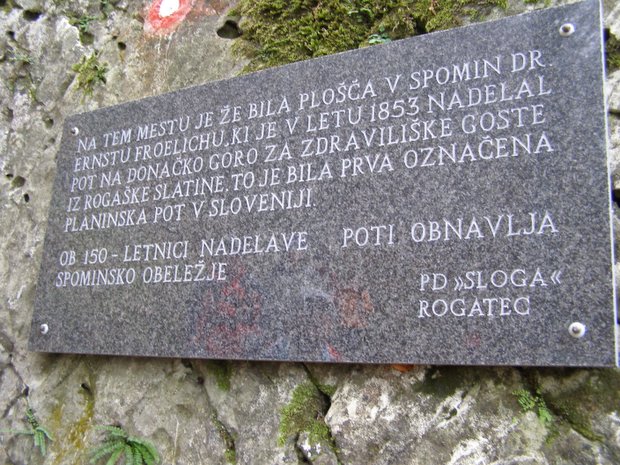 NA TEM MESTU JE ŽE BILA PLOŠČA V SPOMIN DR.
ERNSTU FROELICHU, KI JE V LETU 1853 NADELAL
POT NA DONAČKO GORO ZA ZDRAVILIŠKE GOSTE
IZ ROGAŠKE SLATINE, TO JE BILA PRVA OZNAČENA
PLANINSKA POT V SLOVENIJI.
OB 150-LETNICI NADELAVE POTI OBNAVLJA
SPOMINSKO OBELEŽJE
PD »SLOGA«
ROGATEC